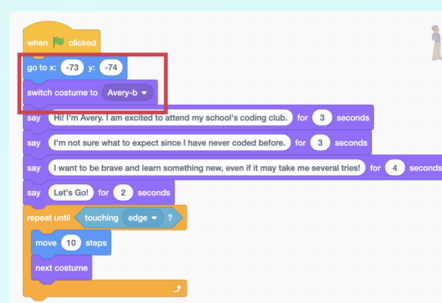 when clicked
go to x: -73 y: -74
switch costume to Avery-b
say Hi! I'm Avery. I am excited to attend my school's coding club. for 3 seconds
say I'm not sure what to expect since I have never coded before. for 3 seconds
say I want to be brave and learn something new, even if it may take me several tries! for 4 seconds
say Let's Go! for 2 seconds
repeat until touching edge ?
move 10 steps
next costume